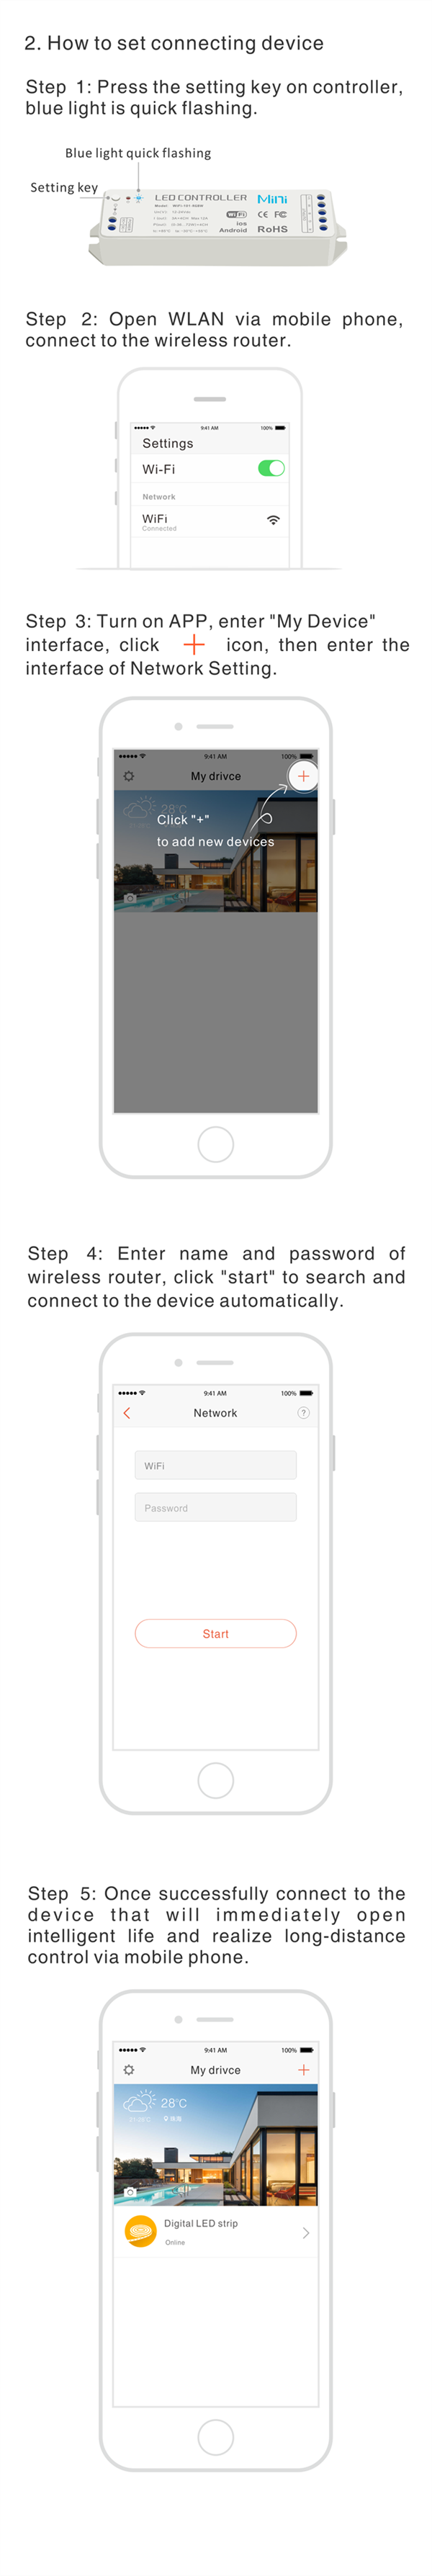 2. How to set connecting device
Step 1: Press the setting key on controller,
blue light is quick flashing.
Blue light quick flashing
Setting key
LED CONTROLLER
Mini
WiFi
CE FC
ios
Android
RoHS
Step 2: Open WLAN via mobile phone,
connect to the wireless router.
9:41 AM 100%
Settings
Wi-Fi
Network
WiFi
Connected
Step 3: Turn on APP, enter "My Device"
interface, click + icon, then enter the
interface of Network Setting.
9:41 AM 100%
My drivce +
28°C
Click "+"
to add new devices
Step 4: Enter name and password of
wireless router, click "start" to search and
connect to the device automatically.
9:41 AM 100%
< Network ?
WiFi
Password
Start
Step 5: Once successfully connect to the
device that will immediately open
intelligent life and realize long-distance
control via mobile phone.
9:41 AM 100%
My drivce +
28°C
Digital LED strip
Online